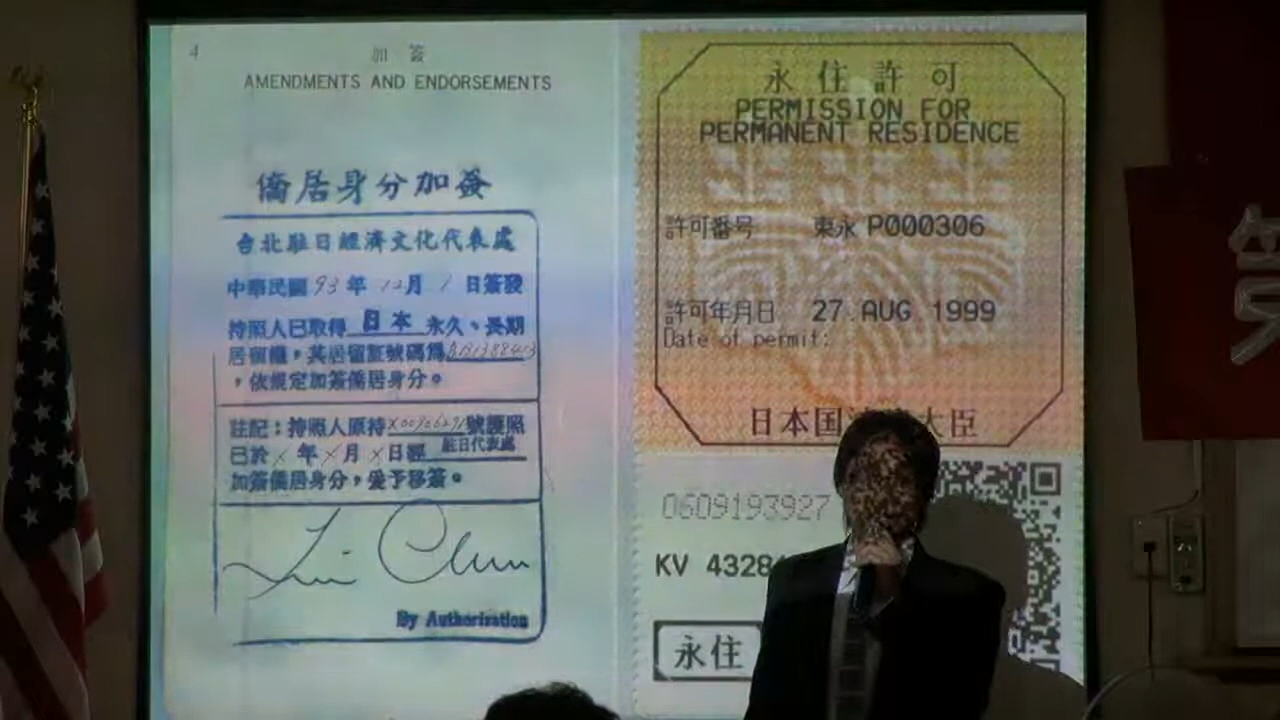 4
加簽
AMENDMENTS AND ENDORSEMENTS
僑居身分加簽
台北駐日經濟文化代表處
中華民國93年12月1日簽發
持照人已取得 日本 永久、長期
居留權，其居留證號碼為
，依規定加簽僑居身分。
註記：持照人原持 號護照
已於 X 年 X 月 X 日經 駐日代表處
加簽僑居身分，爰予移簽。
By Authorization
永住許可
PERMISSION FOR
PERMANENT RESIDENCE
許可番号 東永 P000306
許可年月日 27. AUG 1999
Date of permit:
日本国 大臣
0609193927
KV 4328
永住